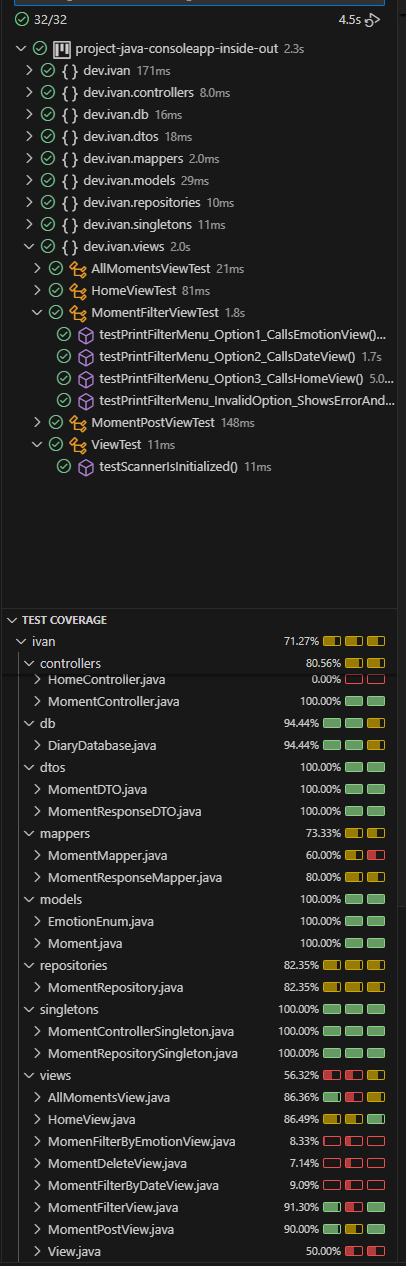 32/32 4.5s
project-java-consoleapp-inside-out 2.3s
{} dev.ivan 171ms
{} dev.ivan.controllers 8.0ms
{} dev.ivan.db 16ms
{} dev.ivan.dtos 18ms
{} dev.ivan.mappers 2.0ms
{} dev.ivan.models 29ms
{} dev.ivan.repositories 10ms
{} dev.ivan.singletons 11ms
{} dev.ivan.views 2.0s
AllMomentsViewTest 21ms
HomeViewTest 81ms
MomentFilterViewTest 1.8s
testPrintFilterMenu_Option1_CallsEmotionView()...
testPrintFilterMenu_Option2_CallsDateView() 1.7s
testPrintFilterMenu_Option3_CallsHomeView() 5.0...
testPrintFilterMenu_InvalidOption_ShowsErrorAnd...
MomentPostViewTest 148ms
ViewTest 11ms
testScannerIsInitialized() 11ms
TEST COVERAGE
ivan 71.27%
controllers 80.56%
HomeController.java 0.00%
MomentController.java 100.00%
db 94.44%
DiaryDatabase.java 94.44%
dtos 100.00%
MomentDTO.java 100.00%
MomentResponseDTO.java 100.00%
mappers 73.33%
MomentMapper.java 60.00%
MomentResponseMapper.java 80.00%
models 100.00%
EmotionEnum.java 100.00%
Moment.java 100.00%
repositories 82.35%
MomentRepository.java 82.35%
singletons 100.00%
MomentControllerSingleton.java 100.00%
MomentRepositorySingleton.java 100.00%
views 56.32%
AllMomentsView.java 86.36%
HomeView.java 86.49%
MomenFilterByEmotionView.java 8.33%
MomentDeleteView.java 7.14%
MomentFilterByDateView.java 9.09%
MomentFilterView.java 91.30%
MomentPostView.java 90.00%
View.java 50.00%